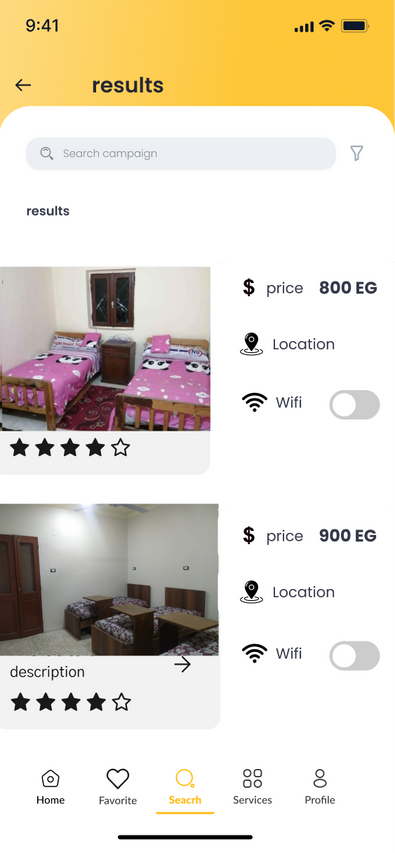 9:41
results
Search campaign
results
$ price 800 EG
Location
Wifi
$ price 900 EG
Location
Wifi
description
Home Favorite Seacrh Services Profile